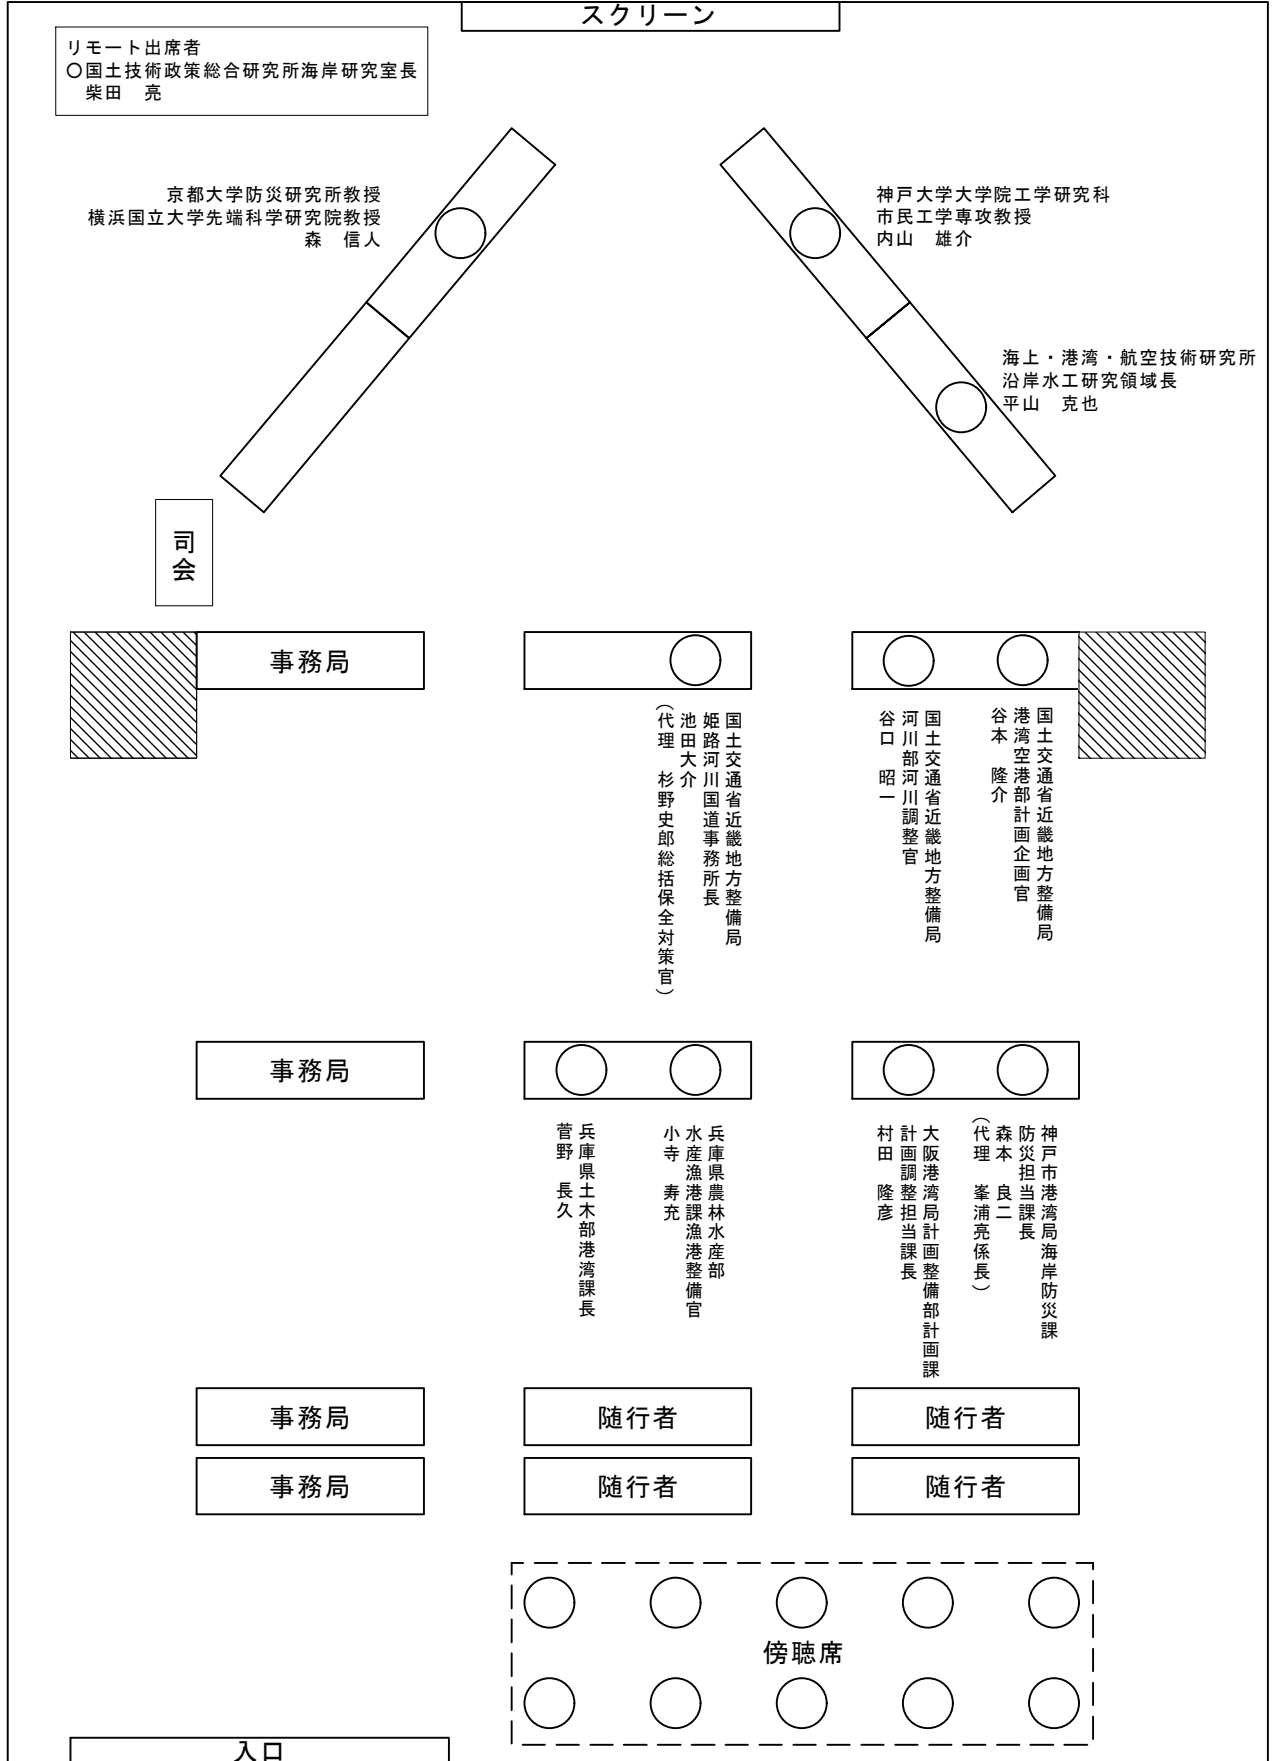 スクリーン
リモート出席者
〇国土技術政策総合研究所海岸研究室長
柴田　亮
京都大学防災研究所教授
横浜国立大学先端科学研究院教授
森　信人
神戸大学大学院工学研究科
市民工学専攻教授
内山　雄介
海上・港湾・航空技術研究所
沿岸水工研究領域長
平山　克也
司会
事務局
国土交通省近畿地方整備局
姫路河川国道事務所長
池田大介
（代理　杉野史郎総括保全対策官）
国土交通省近畿地方整備局
河川部河川調整官
谷口　昭一
国土交通省近畿地方整備局
港湾空港部計画企画官
谷本　隆介
事務局
兵庫県土木部港湾課長
菅野　長久
兵庫県農林水産部
水産漁港課漁港整備官
小寺　寿充
大阪港湾局計画整備部計画課
計画調整担当課長
村田　隆彦
神戸市港湾局海岸防災課
防災担当課長
森本　良二
（代理　峯浦亮係長）
事務局
随行者
随行者
事務局
随行者
随行者
傍聴席
入口